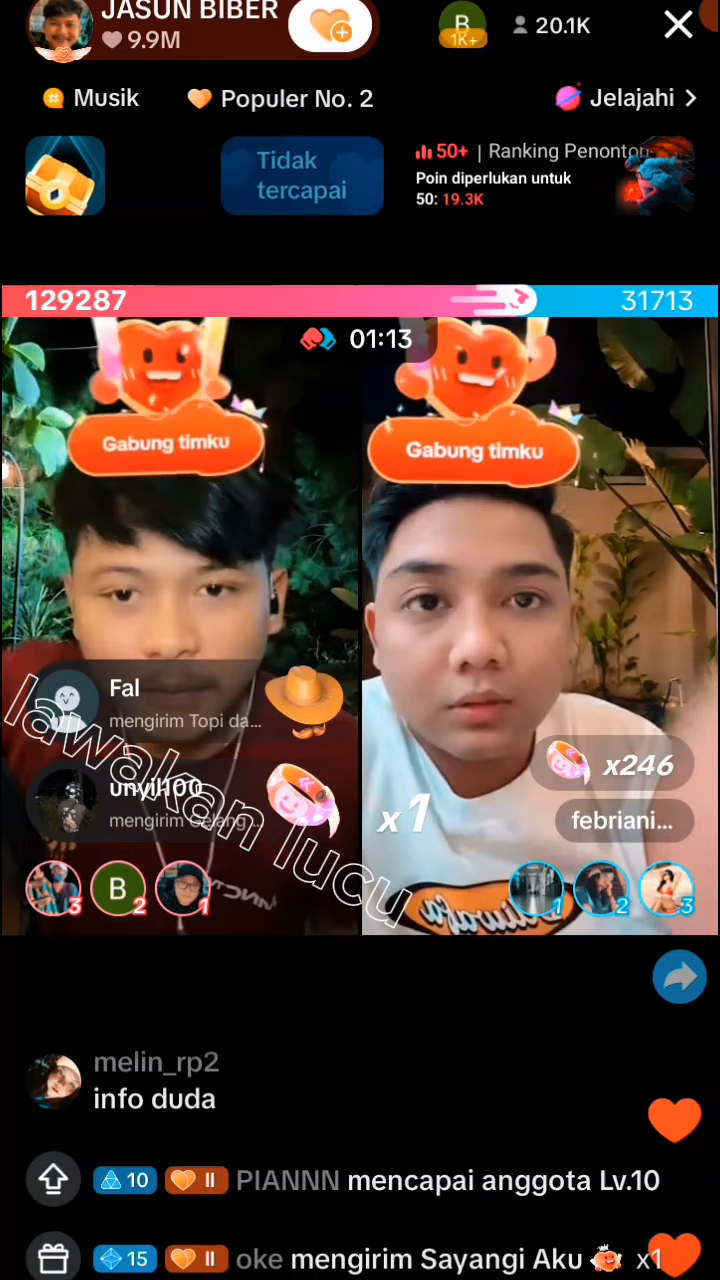 JASUN BIBER
9.9M
B
1K+
20.1K
Musik
Populer No. 2
Jelajahi
Tidak
tercapai
50+ | Ranking Penonton
Poin diperlukan untuk
50: 19.3K
129287
31713
01:13
Gabung timku
Gabung timku
Fal
mengirim Topi da...
unyil100
mengirim Gelang ...
lawakan lucu
x246
x1
febriani...
3
B
2
1
1
2
3
melin_rp2
info duda
10 II PIANNN mencapai anggota Lv.10
15 II oke mengirim Sayangi Aku x1